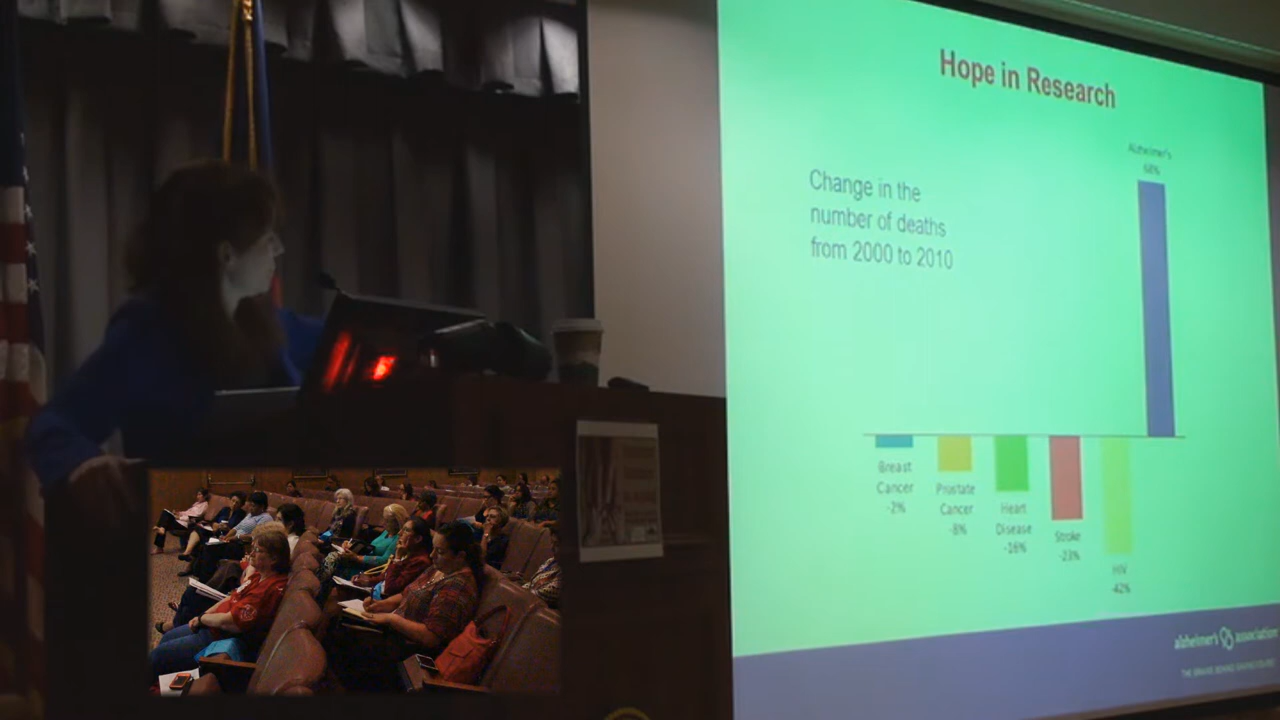 Hope in Research
Change in the
number of deaths
from 2000 to 2010
Alzheimer's
68%
Breast
Cancer
-2%
Prostate
Cancer
-8%
Heart
Disease
-16%
Stroke
-23%
HIV
-42%
alzheimer's association